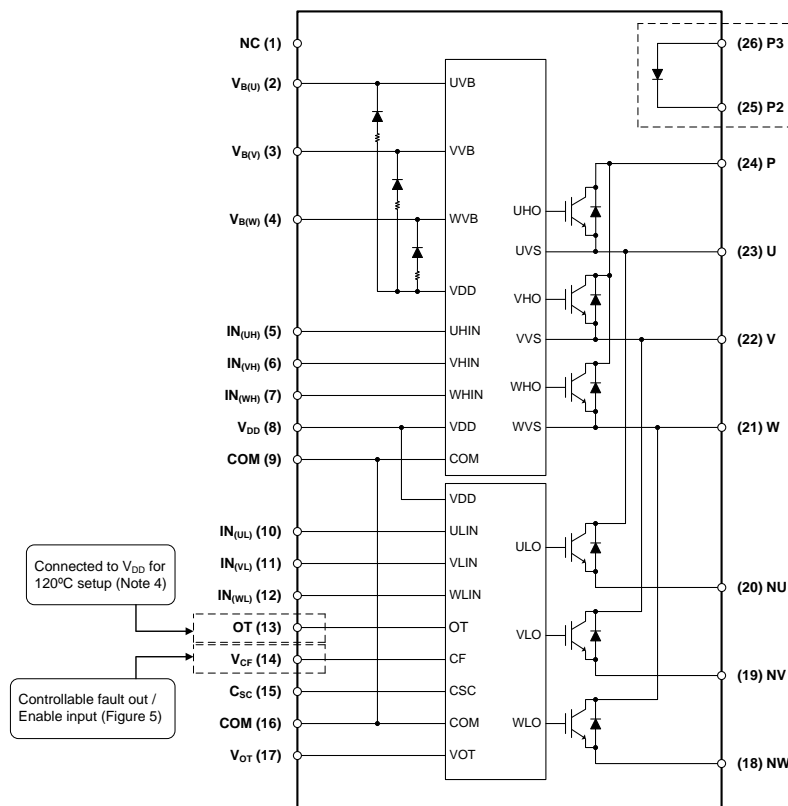 NC (1)
VB(U) (2)
VB(V) (3)
VB(W) (4)
IN(UH) (5)
IN(VH) (6)
IN(WH) (7)
VDD (8)
COM (9)
IN(UL) (10)
IN(VL) (11)
IN(WL) (12)
OT (13)
VCF (14)
CSC (15)
COM (16)
VOT (17)
Connected to VDD for
120ºC setup (Note 4)
Controllable fault out /
Enable input (Figure 5)
UVB
VVB
WVB
VDD
UHIN
VHIN
WHIN
VDD
COM
UHO
UVS
VHO
VVS
WHO
WVS
VDD
ULIN
VLIN
WLIN
OT
CF
CSC
COM
VOT
ULO
VLO
WLO
(26) P3
(25) P2
(24) P
(23) U
(22) V
(21) W
(20) NU
(19) NV
(18) NW